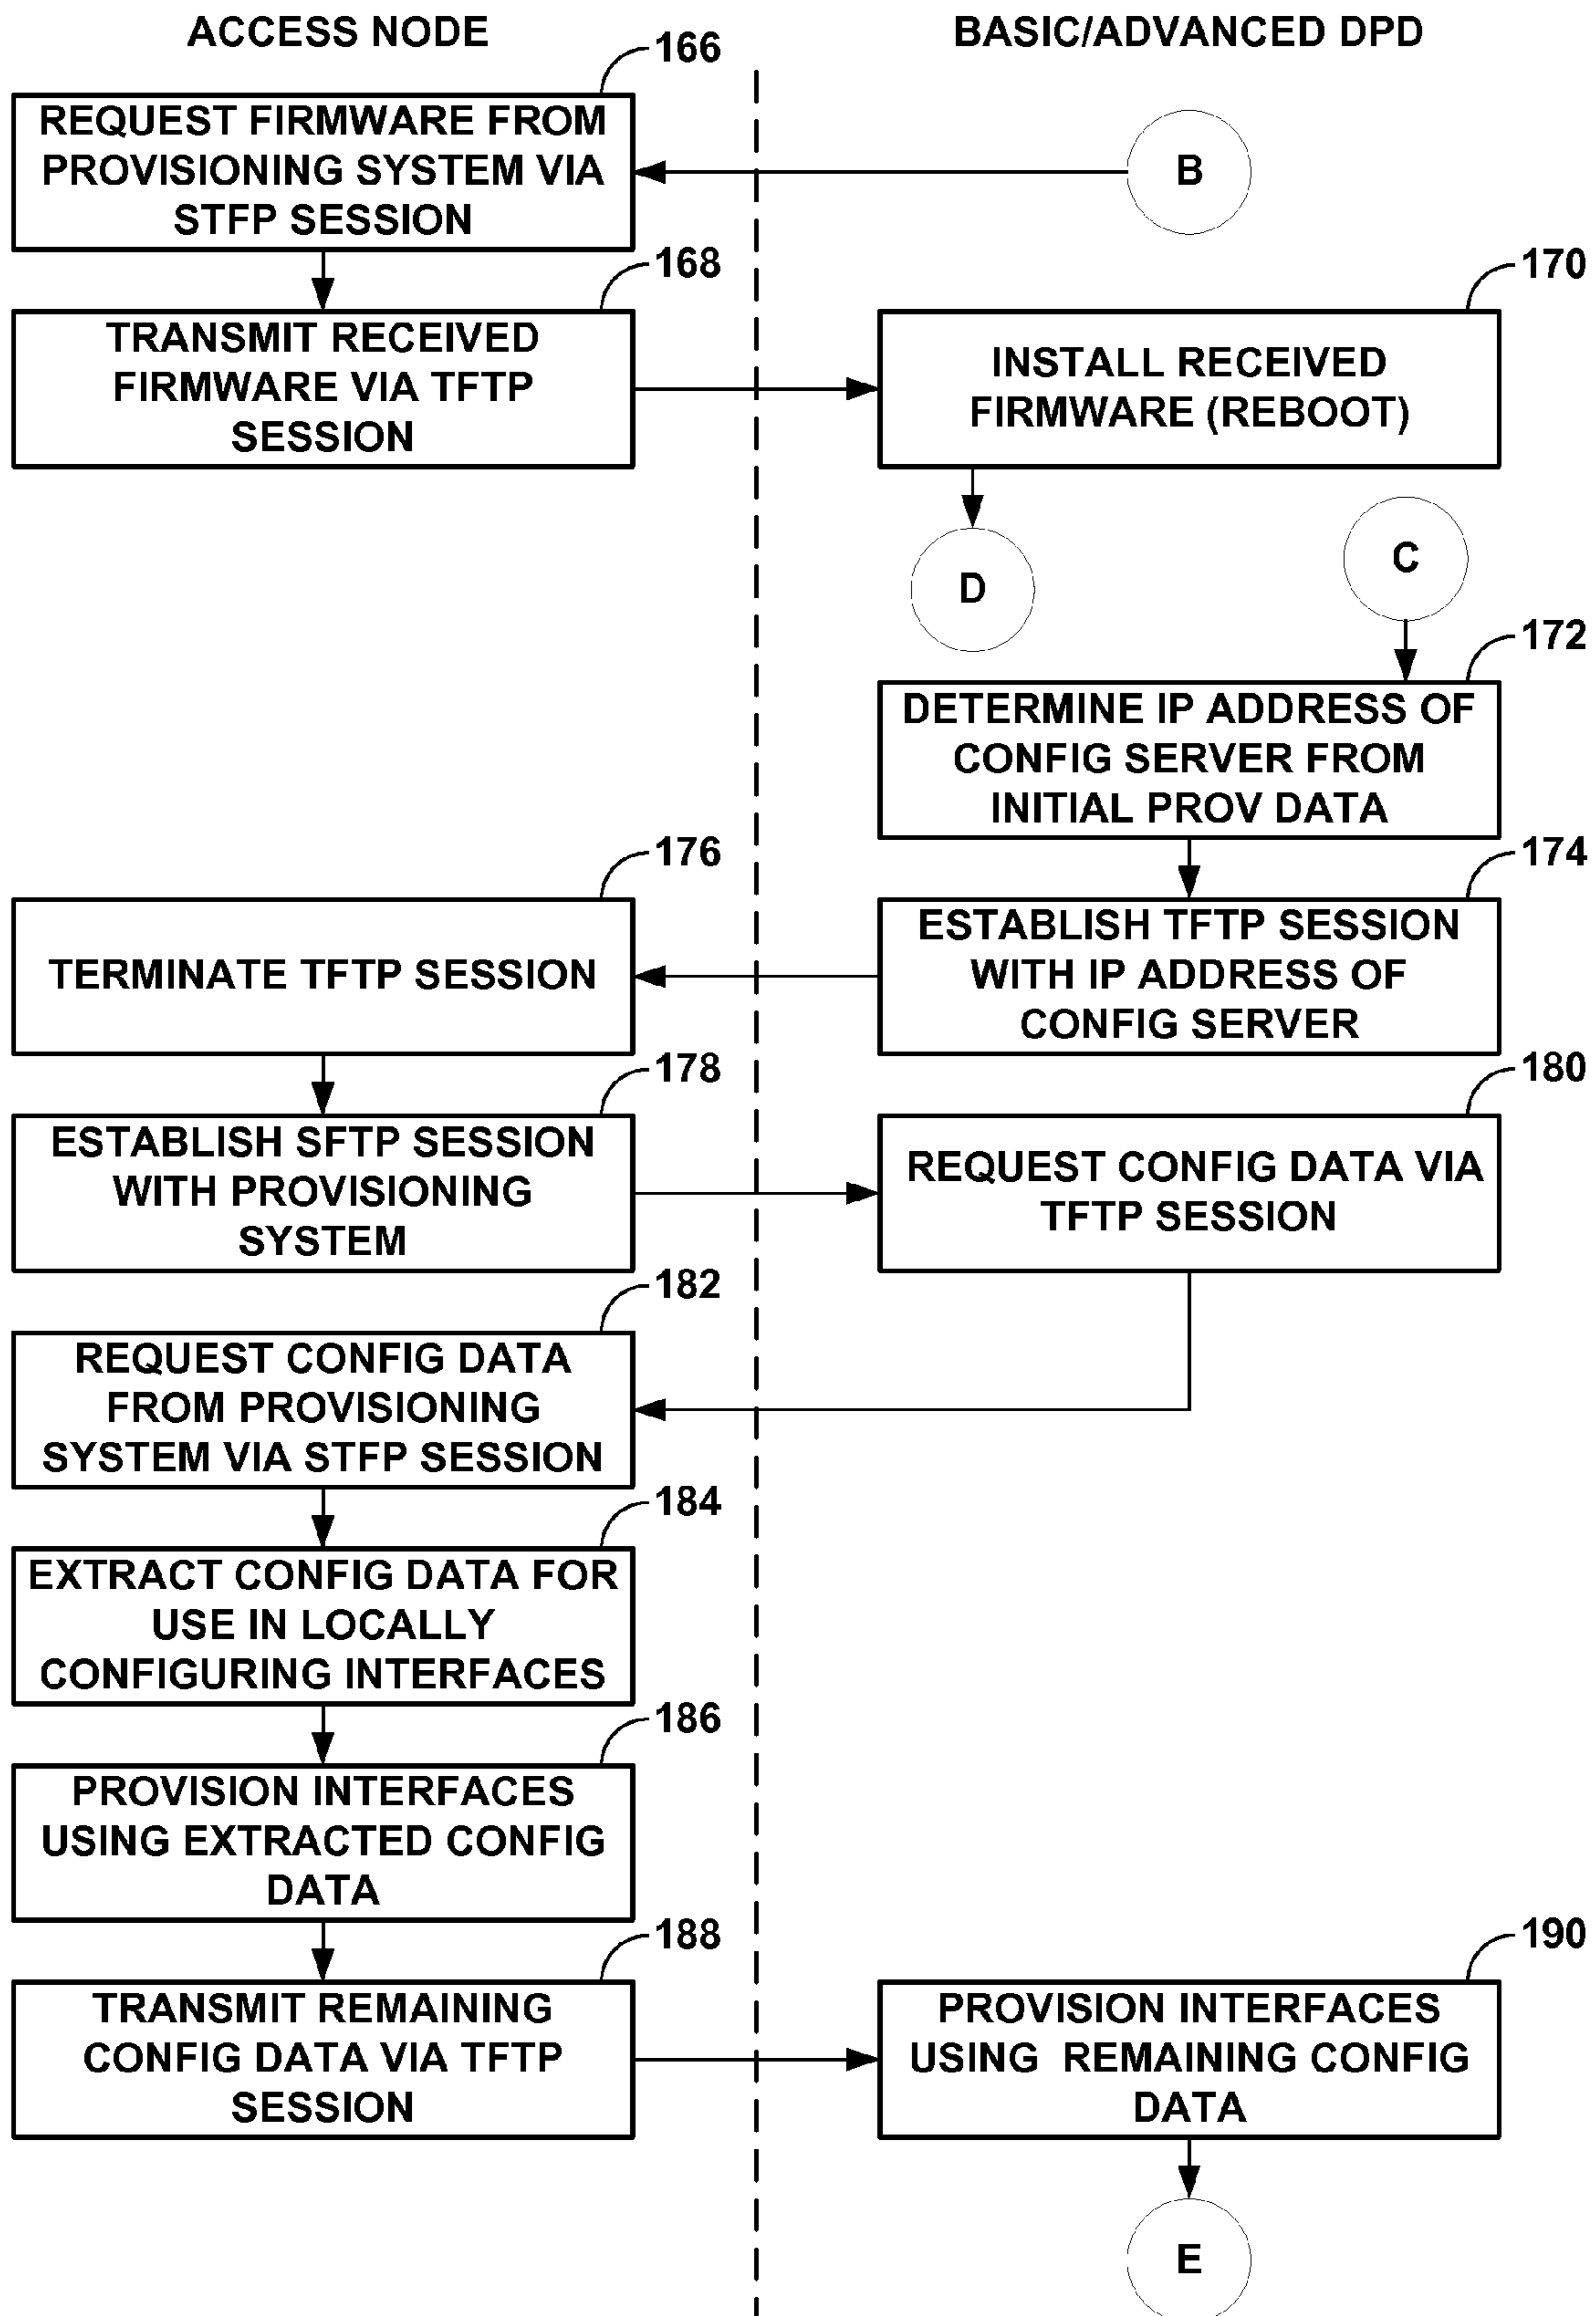 ACCESS NODE
BASIC/ADVANCED DPD
166
REQUEST FIRMWARE FROM
PROVISIONING SYSTEM VIA
STFP SESSION
B
168
TRANSMIT RECEIVED
FIRMWARE VIA TFTP
SESSION
170
INSTALL RECEIVED
FIRMWARE (REBOOT)
D
C
172
DETERMINE IP ADDRESS OF
CONFIG SERVER FROM
INITIAL PROV DATA
174
ESTABLISH TFTP SESSION
WITH IP ADDRESS OF
CONFIG SERVER
176
TERMINATE TFTP SESSION
178
ESTABLISH SFTP SESSION
WITH PROVISIONING
SYSTEM
180
REQUEST CONFIG DATA VIA
TFTP SESSION
182
REQUEST CONFIG DATA
FROM PROVISIONING
SYSTEM VIA STFP SESSION
184
EXTRACT CONFIG DATA FOR
USE IN LOCALLY
CONFIGURING INTERFACES
186
PROVISION INTERFACES
USING EXTRACTED CONFIG
DATA
188
TRANSMIT REMAINING
CONFIG DATA VIA TFTP
SESSION
190
PROVISION INTERFACES
USING REMAINING CONFIG
DATA
E